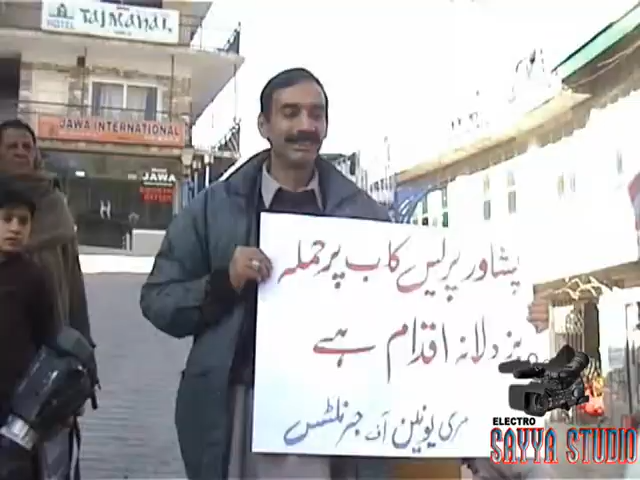 HOTEL Taj Mahal
JAWA INTERNATIONAL
JAWA
پشاور پریس کلب پر حملہ
بزدلانہ اقدام ہے
مری یونین آف جرنلٹس
ELECTRO
SAYYA STUDIO